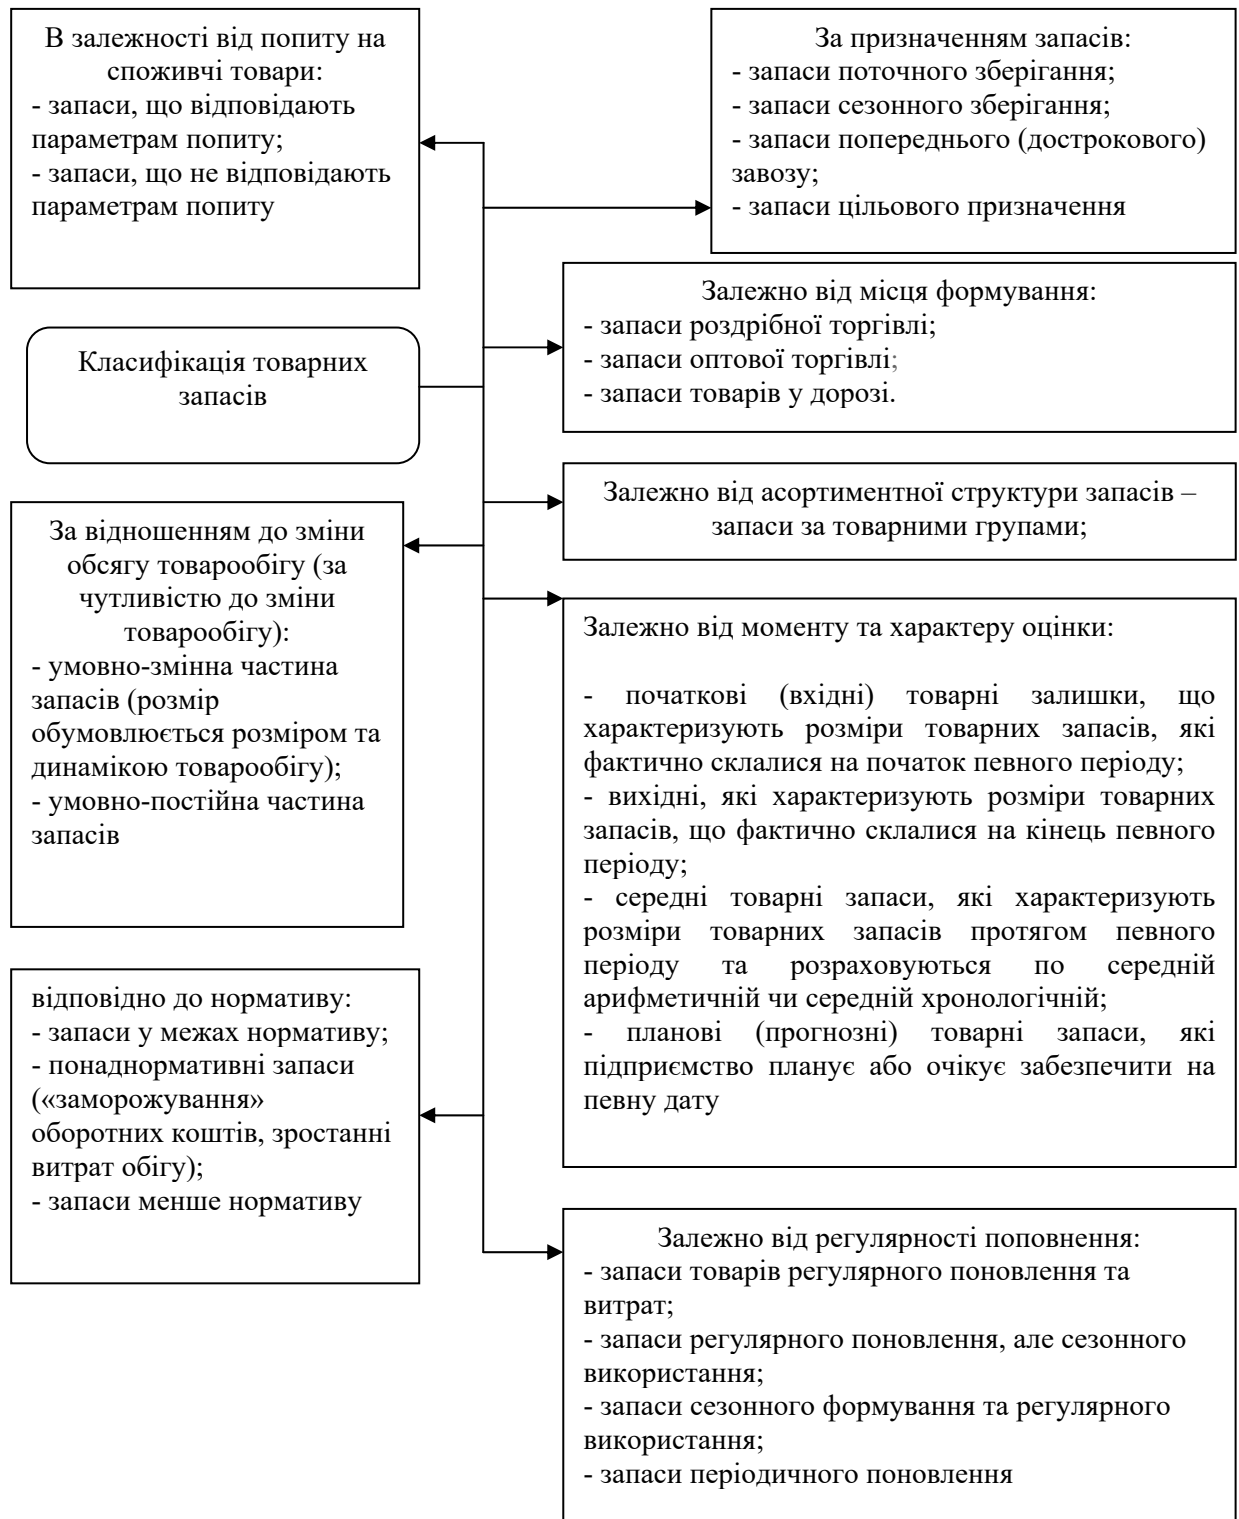 В залежності від попиту на
споживчі товари:
- запаси, що відповідають
параметрам попиту;
- запаси, що не відповідають
параметрам попиту
За призначенням запасів:
- запаси поточного зберігання;
- запаси сезонного зберігання;
- запаси попереднього (дострокового)
завозу;
- запаси цільового призначення
Залежно від місця формування:
- запаси роздрібної торгівлі;
- запаси оптової торгівлі;
- запаси товарів у дорозі.
Класифікація товарних
запасів
Залежно від асортиментної структури запасів –
запаси за товарними групами;
За відношенням до зміни
обсягу товарообігу (за
чутливістю до зміни
товарообігу):
- умовно-змінна частина
запасів (розмір
обумовлюється розміром та
динамікою товарообігу);
- умовно-постійна частина
запасів
Залежно від моменту та характеру оцінки:
- початкові (вхідні) товарні залишки, що
характеризують розміри товарних запасів, які
фактично склалися на початок певного періоду;
- вихідні, які характеризують розміри товарних
запасів, що фактично склалися на кінець певного
періоду;
- середні товарні запаси, які характеризують
розміри товарних запасів протягом певного
періоду та розраховуються по середній
арифметичній чи середній хронологічній;
- планові (прогнозні) товарні запаси, які
підприємство планує або очікує забезпечити на
певну дату
відповідно до нормативу:
- запаси у межах нормативу;
- понаднормативні запаси
(«заморожування»
оборотних коштів, зростанні
витрат обігу);
- запаси менше нормативу
Залежно від регулярності поповнення:
- запаси товарів регулярного поновлення та
витрат;
- запаси регулярного поновлення, але сезонного
використання;
- запаси сезонного формування та регулярного
використання;
- запаси періодичного поновлення